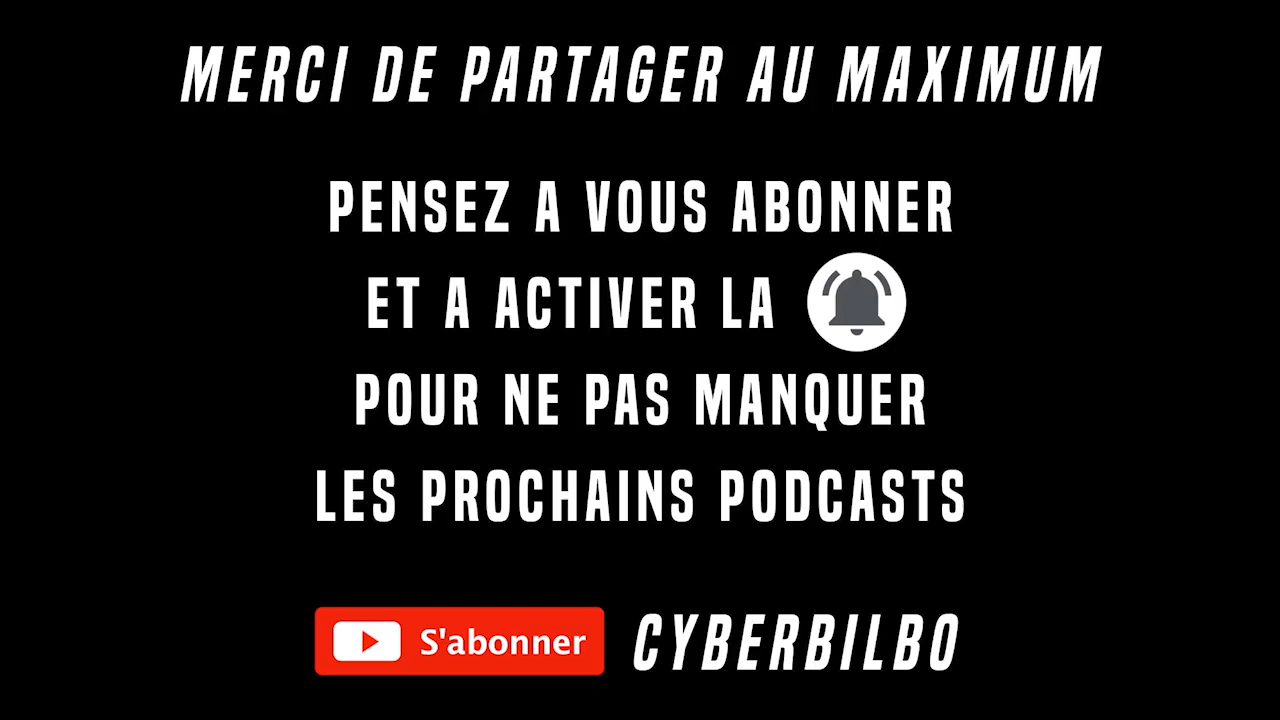 MERCI DE PARTAGER AU MAXIMUM
PENSEZ A VOUS ABONNER
ET A ACTIVER LA
POUR NE PAS MANQUER
LES PROCHAINS PODCASTS
S'abonner CYBERBILBO